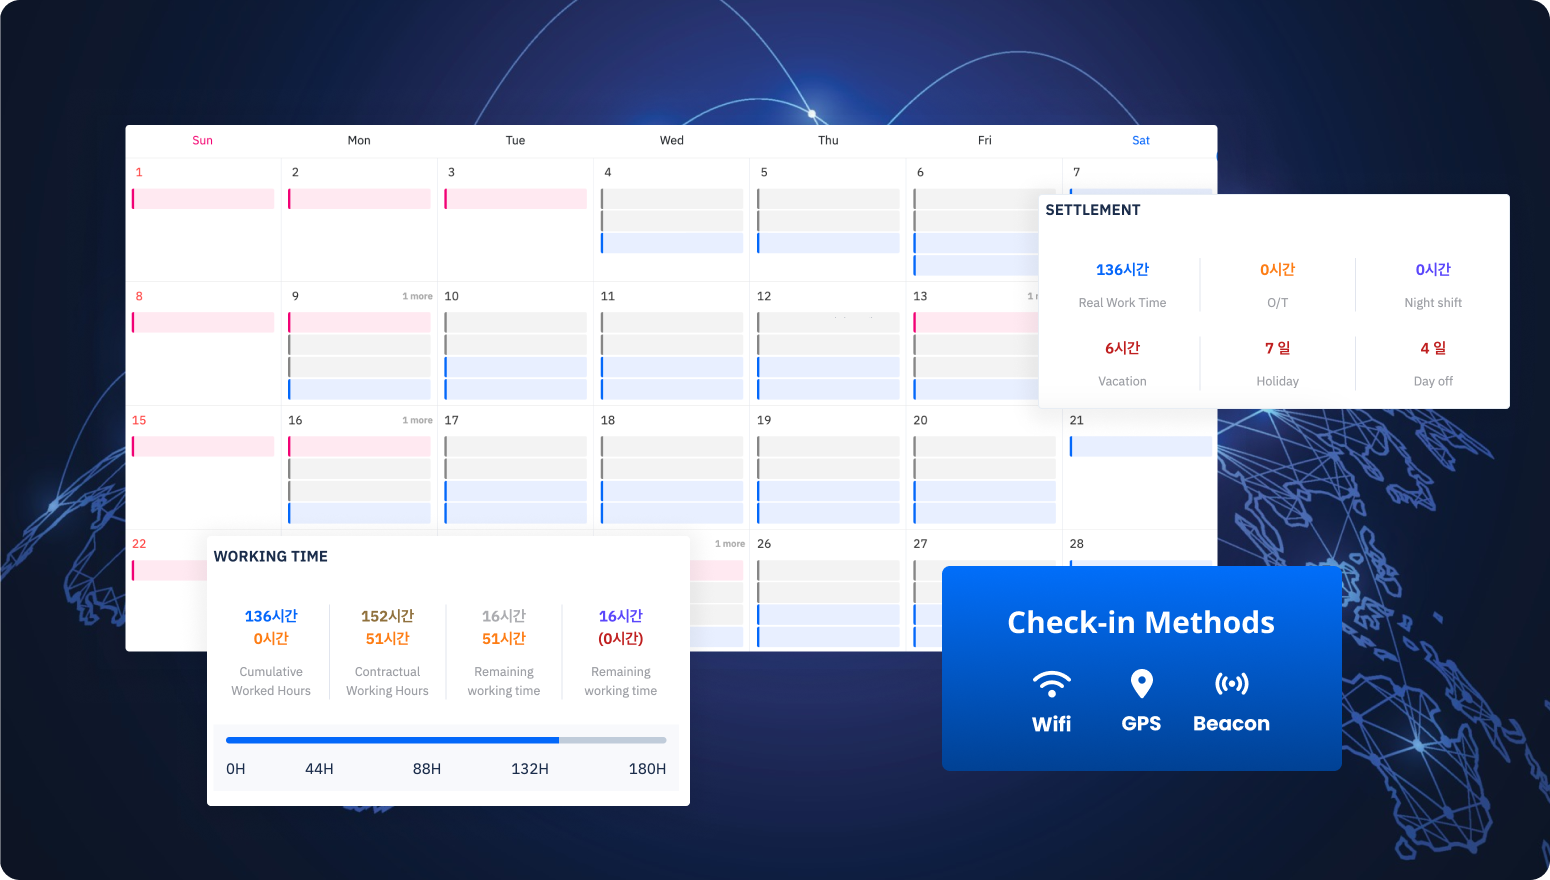 Sun Mon Tue Wed Thu Fri Sat
1 2 3 4 5 6 7
SETTLEMENT
136시간 0시간 0시간
Real Work Time O/T Night shift
6시간 7 일 4 일
Vacation Holiday Day off
8 9 1 more 10 11 12 13 1
15 16 1 more 17 18 19 20 21
22 1 more 26 27 28
WORKING TIME
136시간 152시간 16시간 16시간
0시간 51시간 51시간 (0시간)
Cumulative Contractual Remaining Remaining
Worked Hours Working Hours working time working time
0H 44H 88H 132H 180H
Check-in Methods
Wifi GPS Beacon